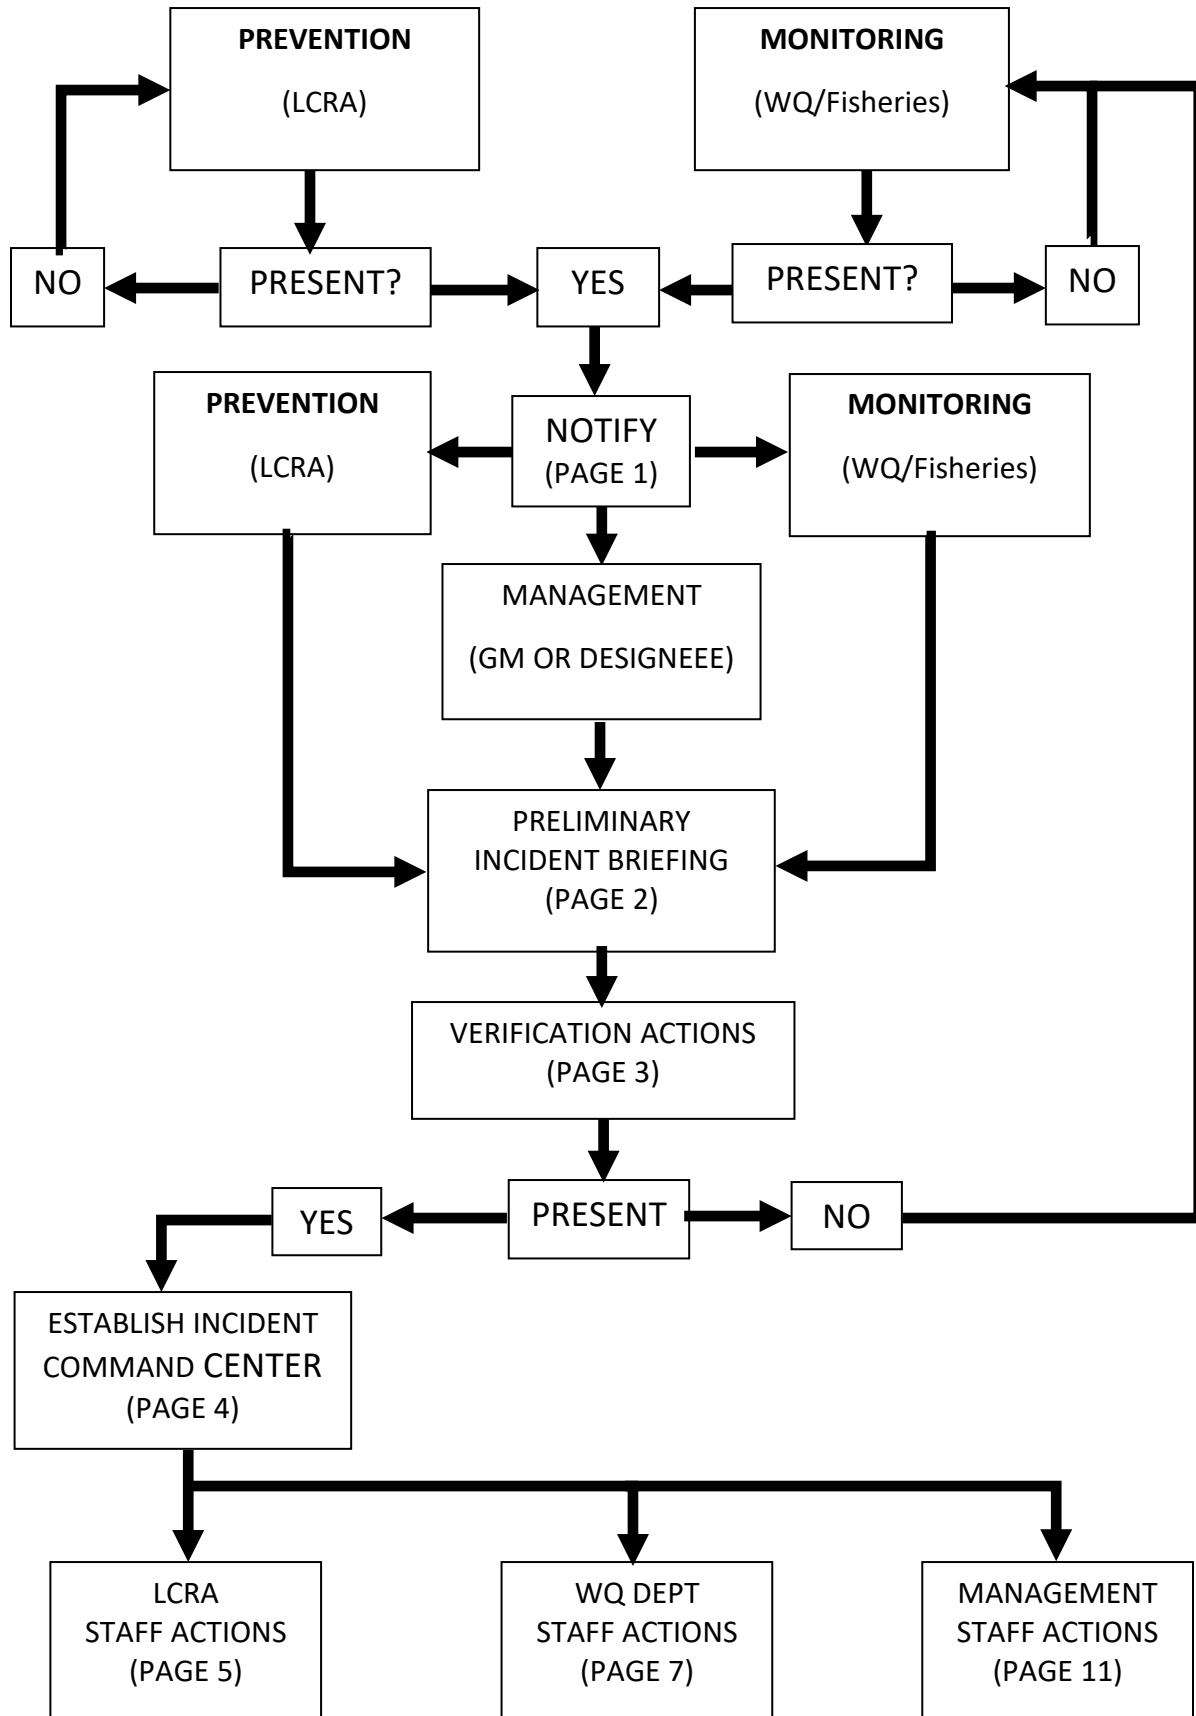 PREVENTION
(LCRA)
MONITORING
(WQ/Fisheries)
NO
PRESENT?
YES
PRESENT?
NO
PREVENTION
(LCRA)
NOTIFY
(PAGE 1)
MONITORING
(WQ/Fisheries)
MANAGEMENT
(GM OR DESIGNEEE)
PRELIMINARY
INCIDENT BRIEFING
(PAGE 2)
VERIFICATION ACTIONS
(PAGE 3)
YES
PRESENT
NO
ESTABLISH INCIDENT
COMMAND CENTER
(PAGE 4)
LCRA
STAFF ACTIONS
(PAGE 5)
WQ DEPT
STAFF ACTIONS
(PAGE 7)
MANAGEMENT
STAFF ACTIONS
(PAGE 11)